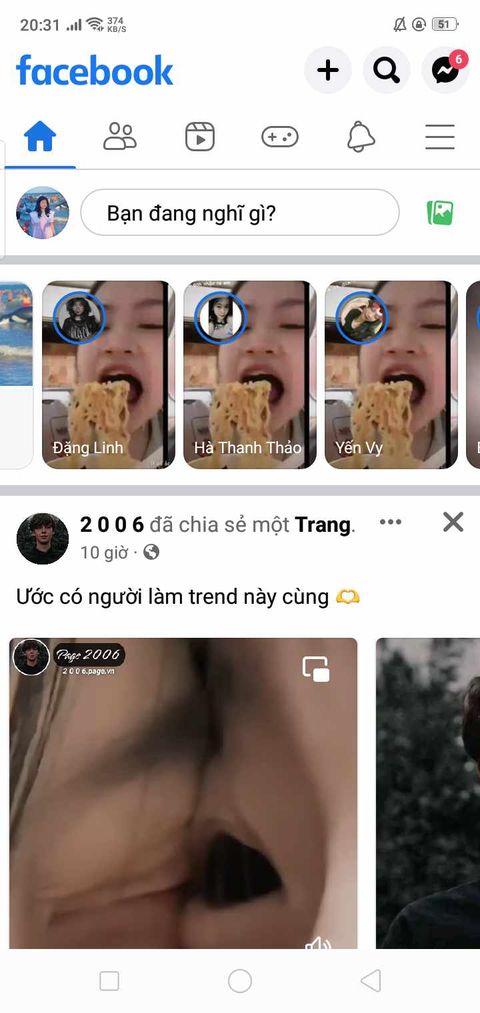 20:31
374
KB/S
51
facebook
6
Bạn đang nghĩ gì?
Đặng Linh
Hà Thanh Thảo
Yến Vy
2 0 0 6 đã chia sẻ một Trang.
10 giờ ·
Ước có người làm trend này cùng 🫶
Page 2006
2 0 0 6.page.vn